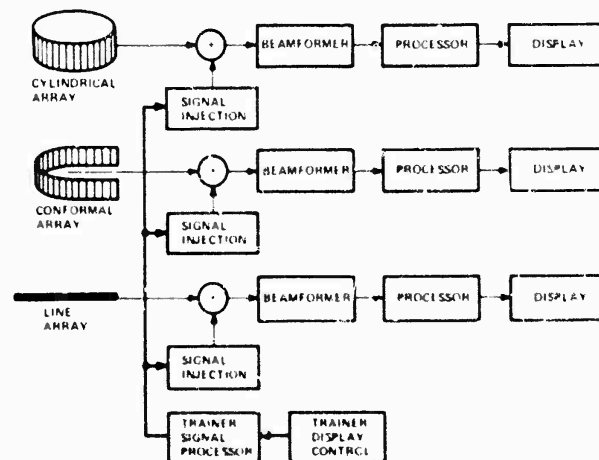 BEAMFORMER
PROCESSOR
DISPLAY
CYLINDRICAL
ARRAY
SIGNAL
INJECTION
BEAMFORMER
PROCESSOR
DISPLAY
CONFORMAL
ARRAY
SIGNAL
INJECTION
BEAMFORMER
PROCESSOR
DISPLAY
LINE
ARRAY
SIGNAL
INJECTION
TRAINER
SIGNAL
PROCESSOR
TRAINER
DISPLAY
CONTROL